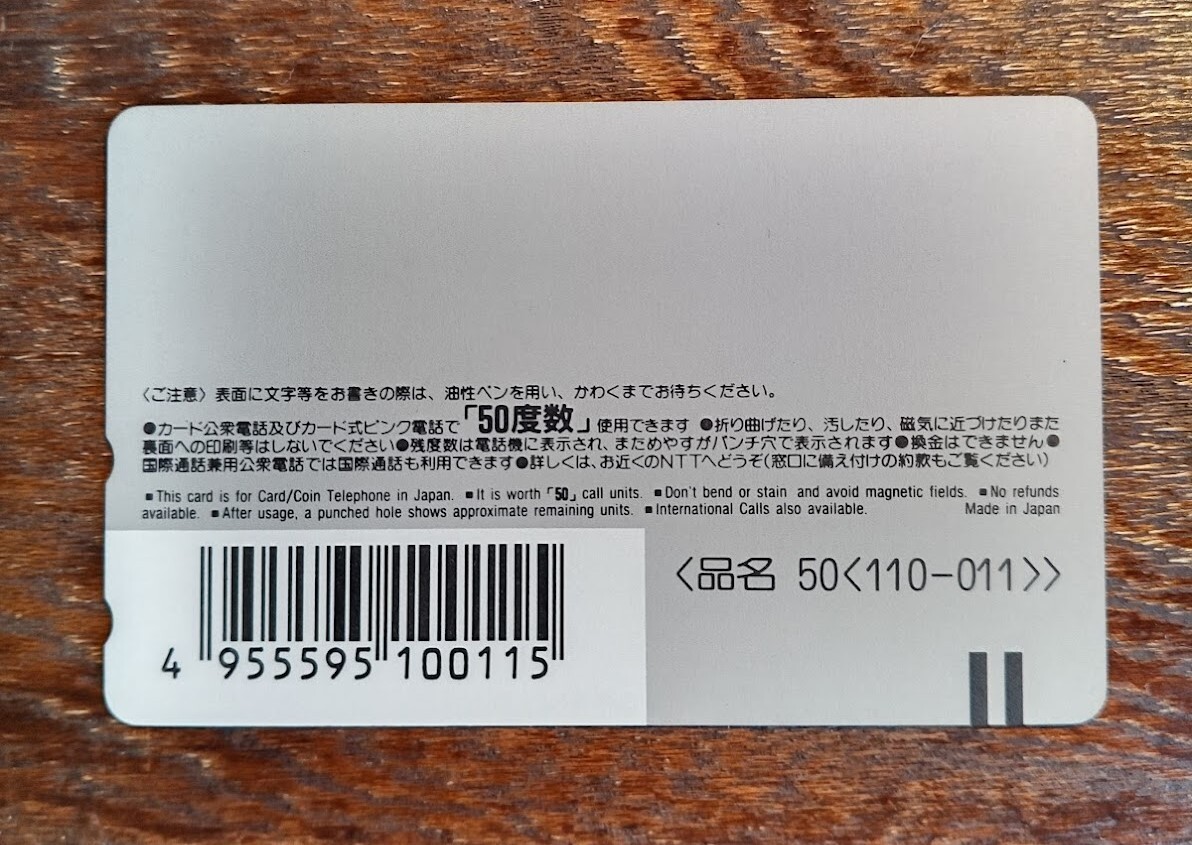 〈ご注意〉表面に文字等をお書きの際は、油性ペンを用い、かわくまでお待ちください。
●カード公衆電話及びカード式ピンク電話で「50度数」使用できます ●折り曲げたり、汚したり、磁気に近づけたりまた
裏面への印刷等はしないでください●残度数は電話機に表示され、まためやすがパンチ穴で表示されます●換金はできません●
国際通話兼用公衆電話では国際通話も利用できます●詳しくは、お近くのNTTへどうぞ(窓口に備え付けの約款もご覧ください)
■This card is for Card/Coin Telephone in Japan. ■It is worth「50」call units. ■Don't bend or stain and avoid magnetic fields. ■No refunds
available. ■After usage, a punched hole shows approximate remaining units. ■International Calls also available. Made in Japan
〈品名 50〈110-011〉〉
4 955595 100115